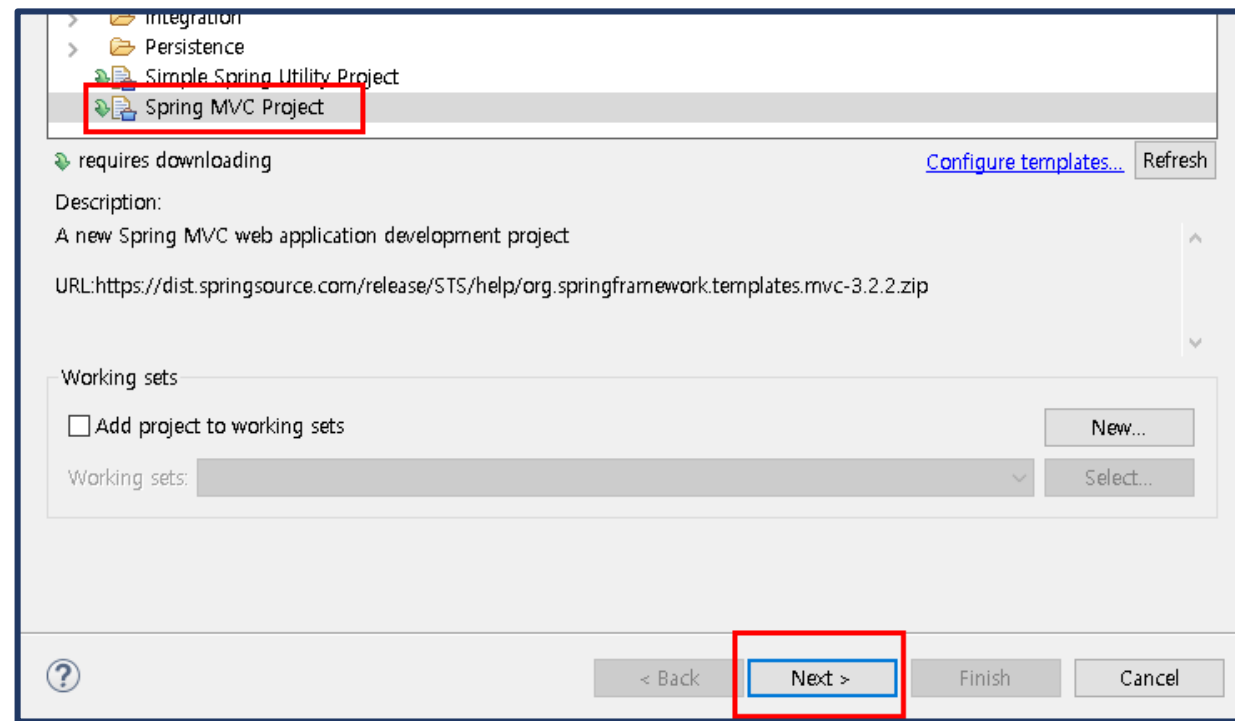 Integration
Persistence
Simple Spring Utility Project
Spring MVC Project
requires downloading
Configure templates... Refresh
Description:
A new Spring MVC web application development project
URL:https://dist.springsource.com/release/STS/help/org.springframework.templates.mvc-3.2.2.zip
Working sets
Add project to working sets
New...
Working sets:
Select...
?
< Back Next > Finish Cancel